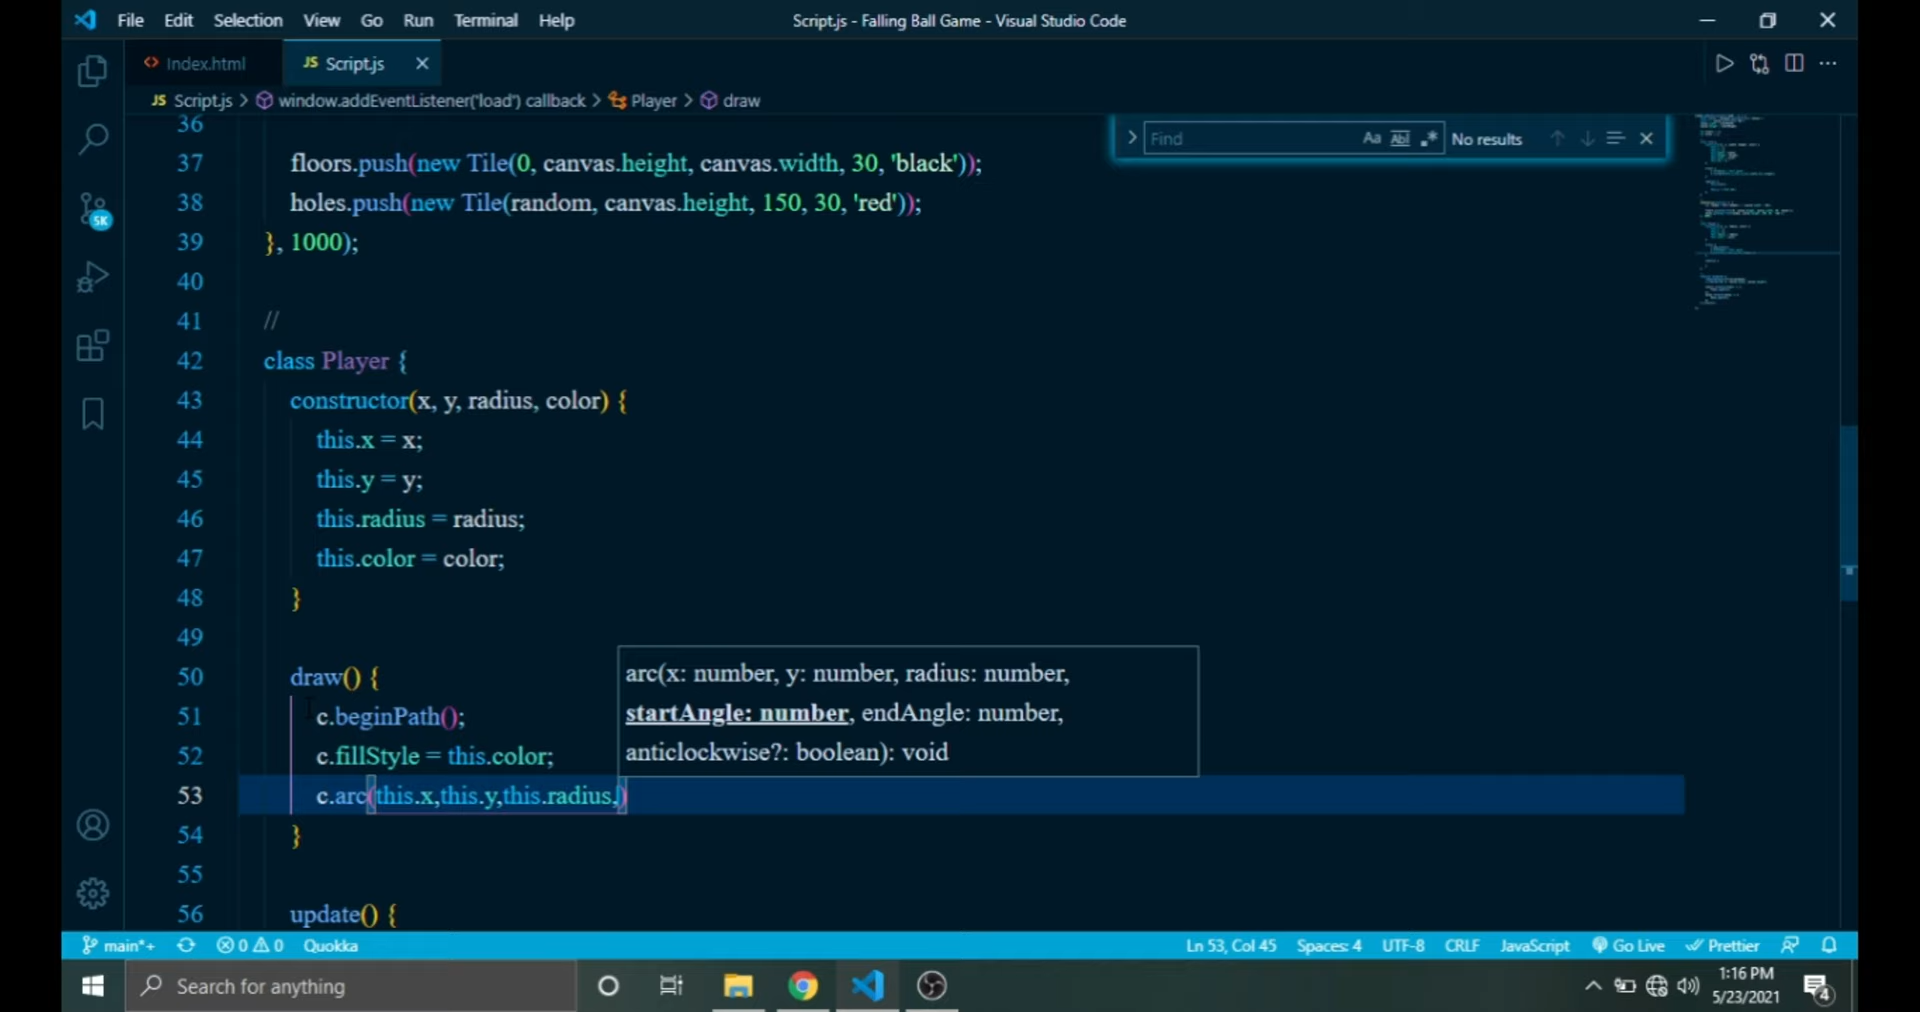 File Edit Selection View Go Run Terminal Help Script.js - Falling Ball Game - Visual Studio Code
<> Index.html JS Script.js
JS Script.js > window.addEventListener('load') callback > Player > draw
Find Aa Abl .* No results
36
37 floors.push(new Tile(0, canvas.height, canvas.width, 30, 'black'));
38 holes.push(new Tile(random, canvas.height, 150, 30, 'red'));
39 }, 1000);
40
41 //
42 class Player {
43 constructor(x, y, radius, color) {
44 this.x = x;
45 this.y = y;
46 this.radius = radius;
47 this.color = color;
48 }
49
arc(x: number, y: number, radius: number,
startAngle: number, endAngle: number,
anticlockwise?: boolean): void
50 draw() {
51 c.beginPath();
52 c.fillStyle = this.color;
53 c.arc(this.x,this.y,this.radius,)
54 }
55
56 update() {
5K
main*+ 0 0 Quokka Ln 53, Col 45 Spaces: 4 UTF-8 CRLF JavaScript Go Live Prettier
Search for anything
1:16 PM
5/23/2021
4